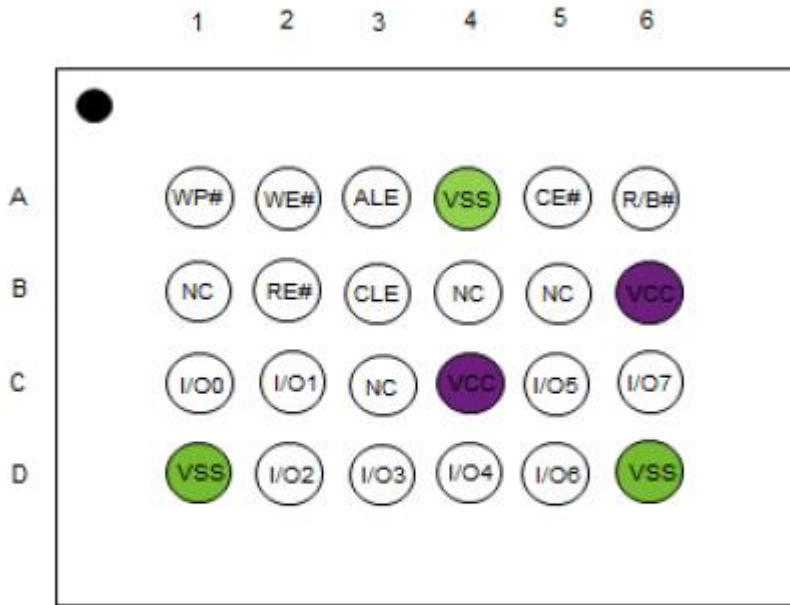 1 2 3 4 5 6
A WP# WE# ALE VSS CE# R/B#
B NC RE# CLE NC NC VCC
C I/O0 I/O1 NC VCC I/O5 I/O7
D VSS I/O2 I/O3 I/O4 I/O6 VSS